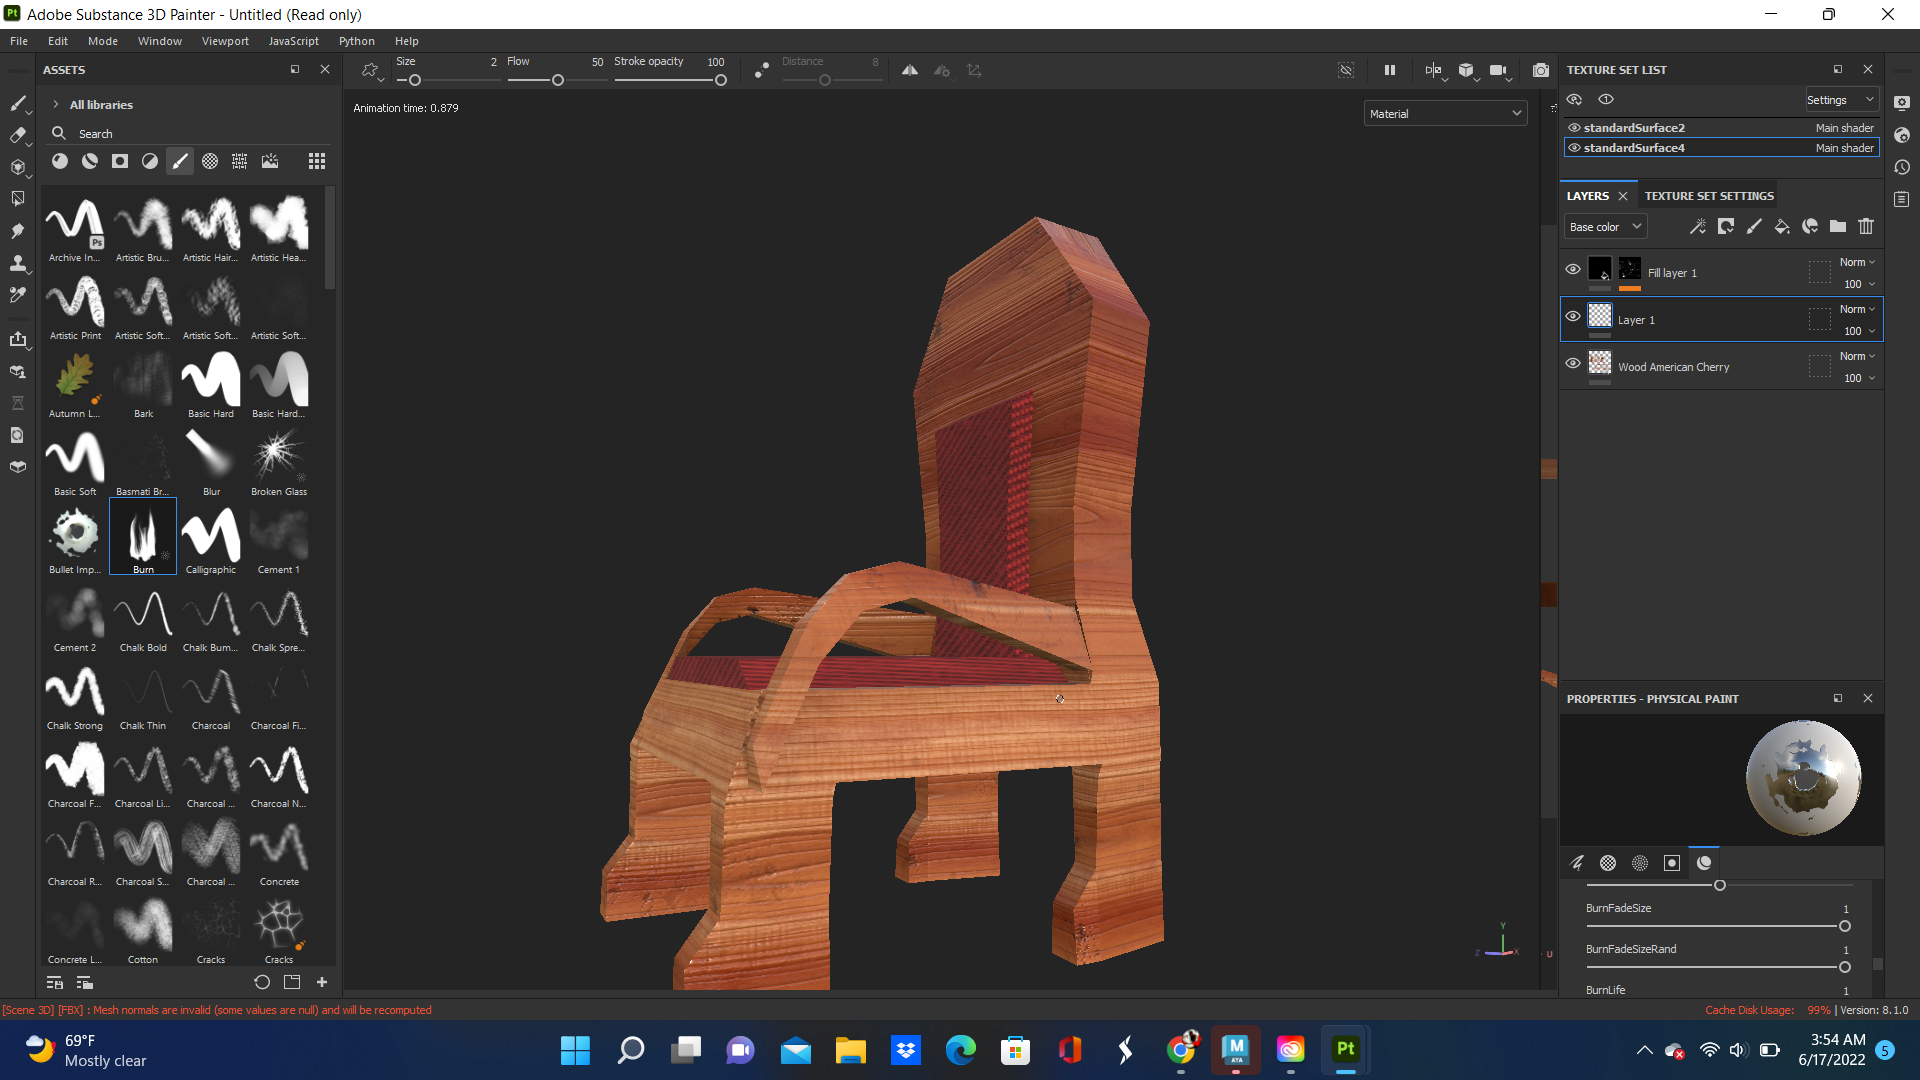 Pt Adobe Substance 3D Painter - Untitled (Read only)
File Edit Mode Window Viewport JavaScript Python Help
ASSETS
All libraries
Search
Archive In... Artistic Bru... Artistic Hair... Artistic Hea...
Ps
Artistic Print Artistic Soft... Artistic Soft... Artistic Soft...
Autumn L... Bark Basic Hard Basic Hard...
Basic Soft Basmati Br... Blur Broken Glass
Bullet Imp... Burn Calligraphic Cement 1
Cement 2 Chalk Bold Chalk Bum... Chalk Spre...
Chalk Strong Chalk Thin Charcoal Charcoal Fi...
Charcoal F... Charcoal Li... Charcoal ... Charcoal N...
Charcoal R... Charcoal S... Charcoal ... Concrete
Concrete L... Cotton Cracks Cracks
Size 2 Flow 50 Stroke opacity 100 Distance 8
Animation time: 0.879
Material
Y
Z X
U
TEXTURE SET LIST
Settings
standardSurface2 Main shader
standardSurface4 Main shader
LAYERS TEXTURE SET SETTINGS
Base color
Fill layer 1 Norm
100
Layer 1 Norm
100
Wood American Cherry Norm
100
PROPERTIES - PHYSICAL PAINT
BurnFadeSize 1
BurnFadeSizeRand 1
BurnLife 1
[Scene 3D] [FBX] : Mesh normals are invalid (some values are null) and will be recomputed
Cache Disk Usage: 99% | Version: 8.1.0
69°F
Mostly clear
M
AYA
Pt
3:54 AM
6/17/2022
5